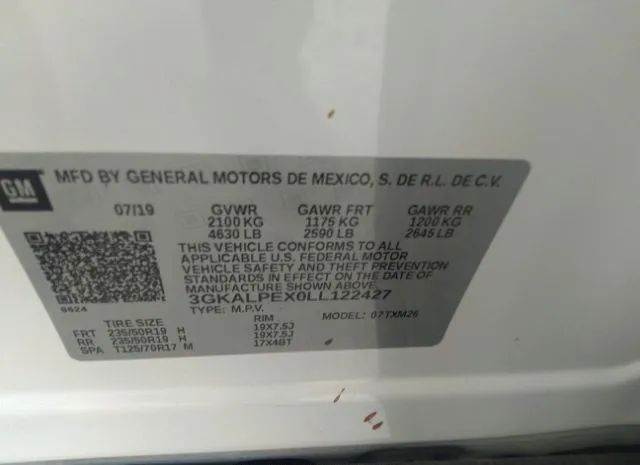 GM MFD BY GENERAL MOTORS DE MEXICO, S. DE R.L. DE C.V.
07/19 GVWR GAWR FRT GAWR RR
2100 KG 1175 KG 1200 KG
4630 LB 2590 LB 2645 LB
THIS VEHICLE CONFORMS TO ALL
APPLICABLE U.S. FEDERAL MOTOR
VEHICLE SAFETY AND THEFT PREVENTION
STANDARDS IN EFFECT ON THE DATE OF
MANUFACTURE SHOWN ABOVE.
3GKALPEX0LL122427
9624 TYPE: M.P.V. MODEL: 07TXM26
TIRE SIZE RIM
FRT 235/50R19 H 19X7.5J
RR 235/50R19 H 19X7.5J
SPA T125/70R17 M 17X4BT